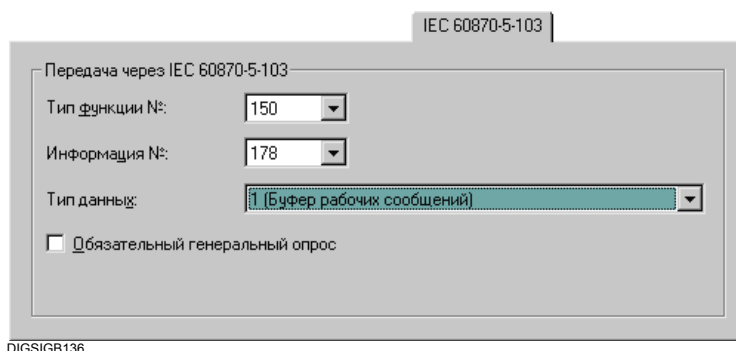 IEC 60870-5-103
Передача через IEC 60870-5-103
Тип функции №: 150
Информация №: 178
Тип данных: 1 (Буфер рабочих сообщений)
Обязательный генеральный опрос
DIGSIGB136